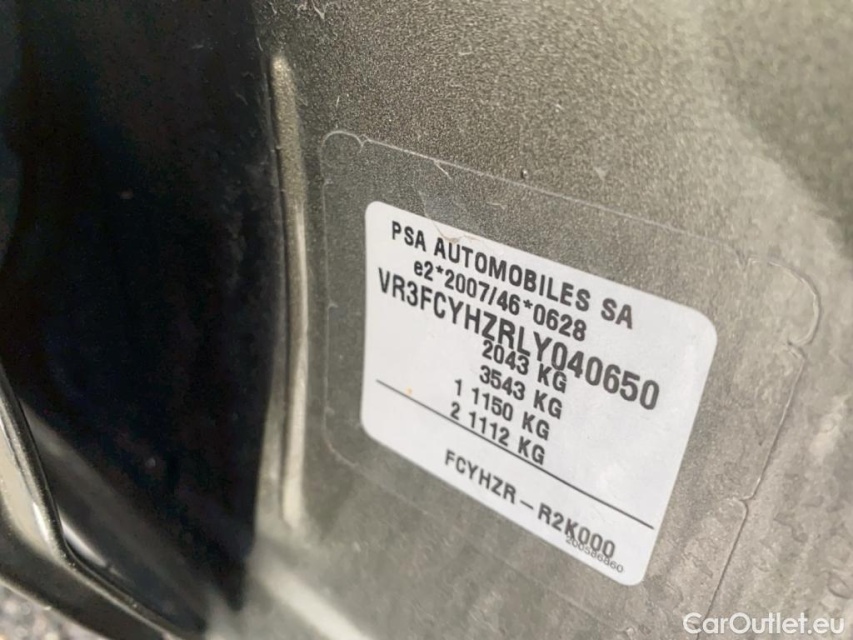 PSA AUTOMOBILES SA
e2*2007/46*0628
VR3FCYHZRLY040650
2043 KG
3543 KG
1 1150 KG
2 1112 KG
FCYHZR-R2K000
200586860
CarOutlet.eu